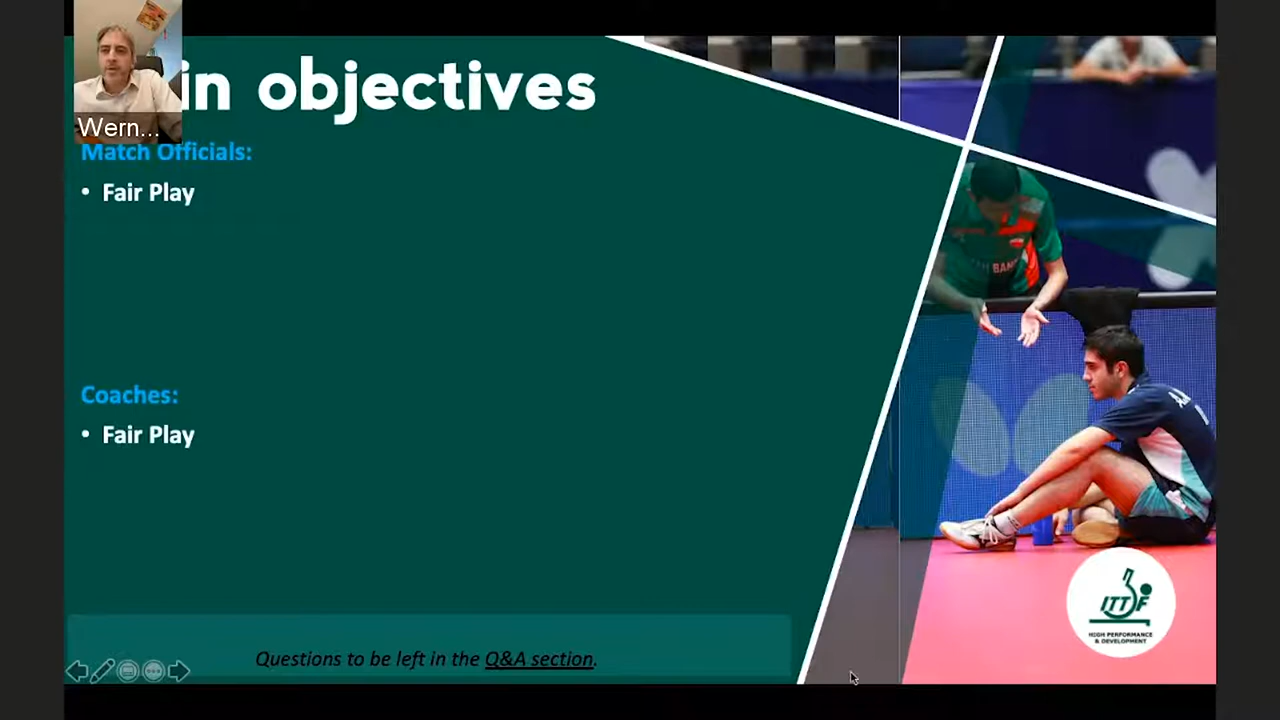 in objectives
Wern...
Match Officials:
• Fair Play
Coaches:
• Fair Play
Questions to be left in the Q&A section.
ITTF
HIGH PERFORMANCE
& DEVELOPMENT